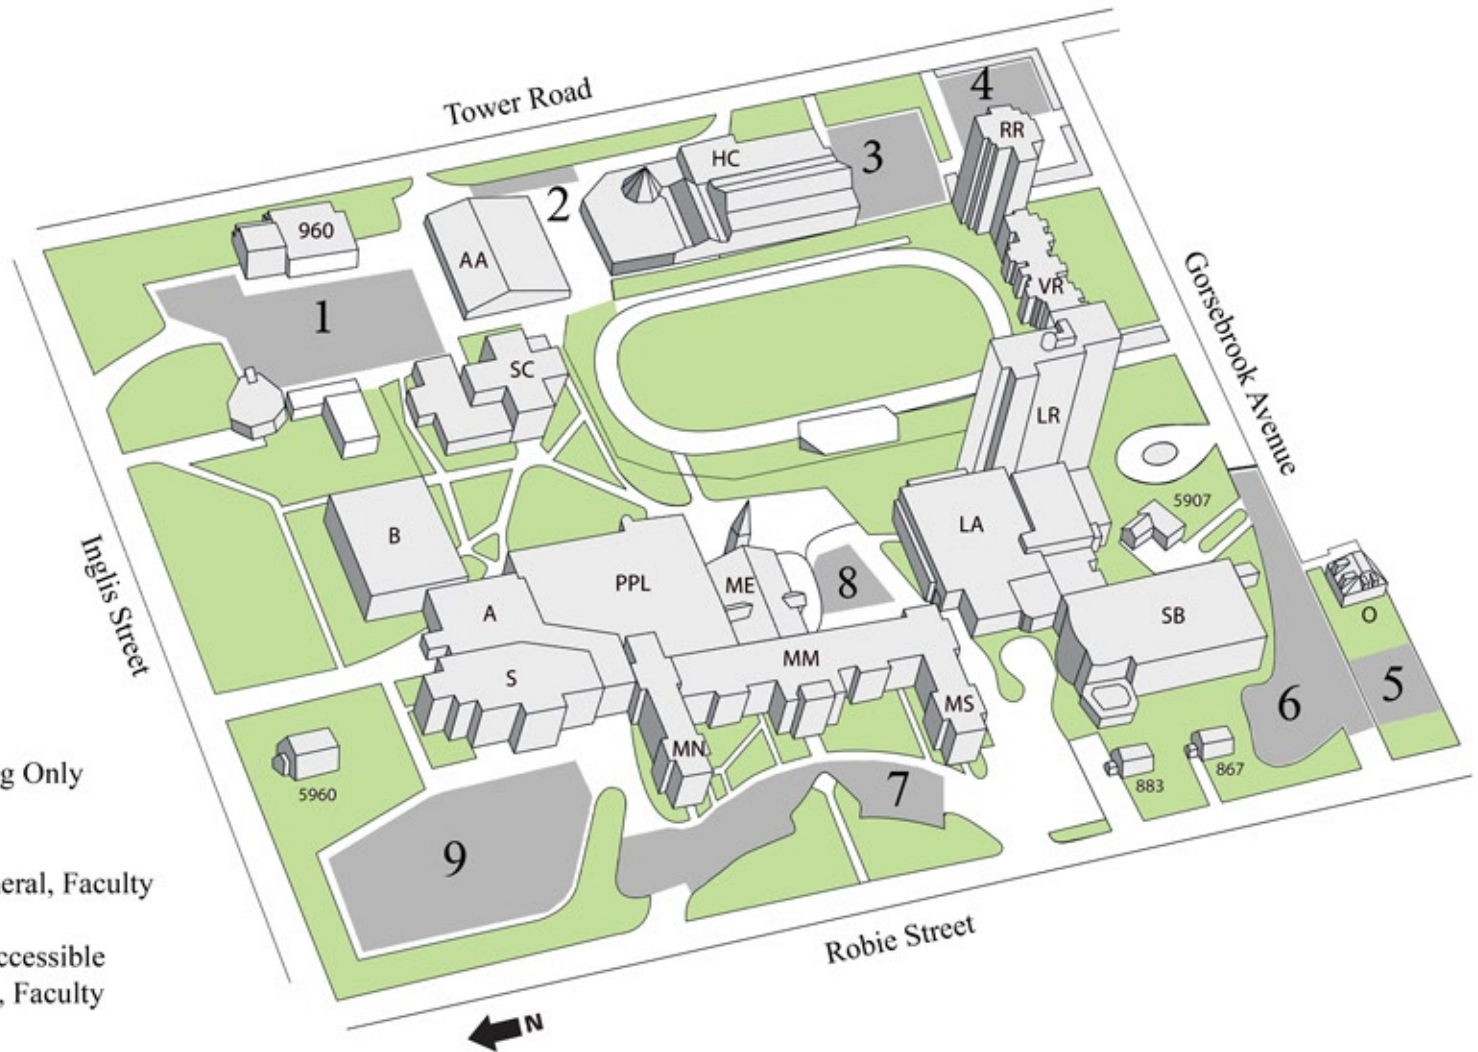 Tower Road
4
RR
HC
3
2
960
AA
1
VR
Gorsebrook Avenue
SC
LR
5907
LA
B
Inglis Street
PPL
ME
8
A
SB
O
MM
S
MS
5
6
MN
g Only
5960
867
883
7
9
eral, Faculty
Robie Street
ccessible
, Faculty
N